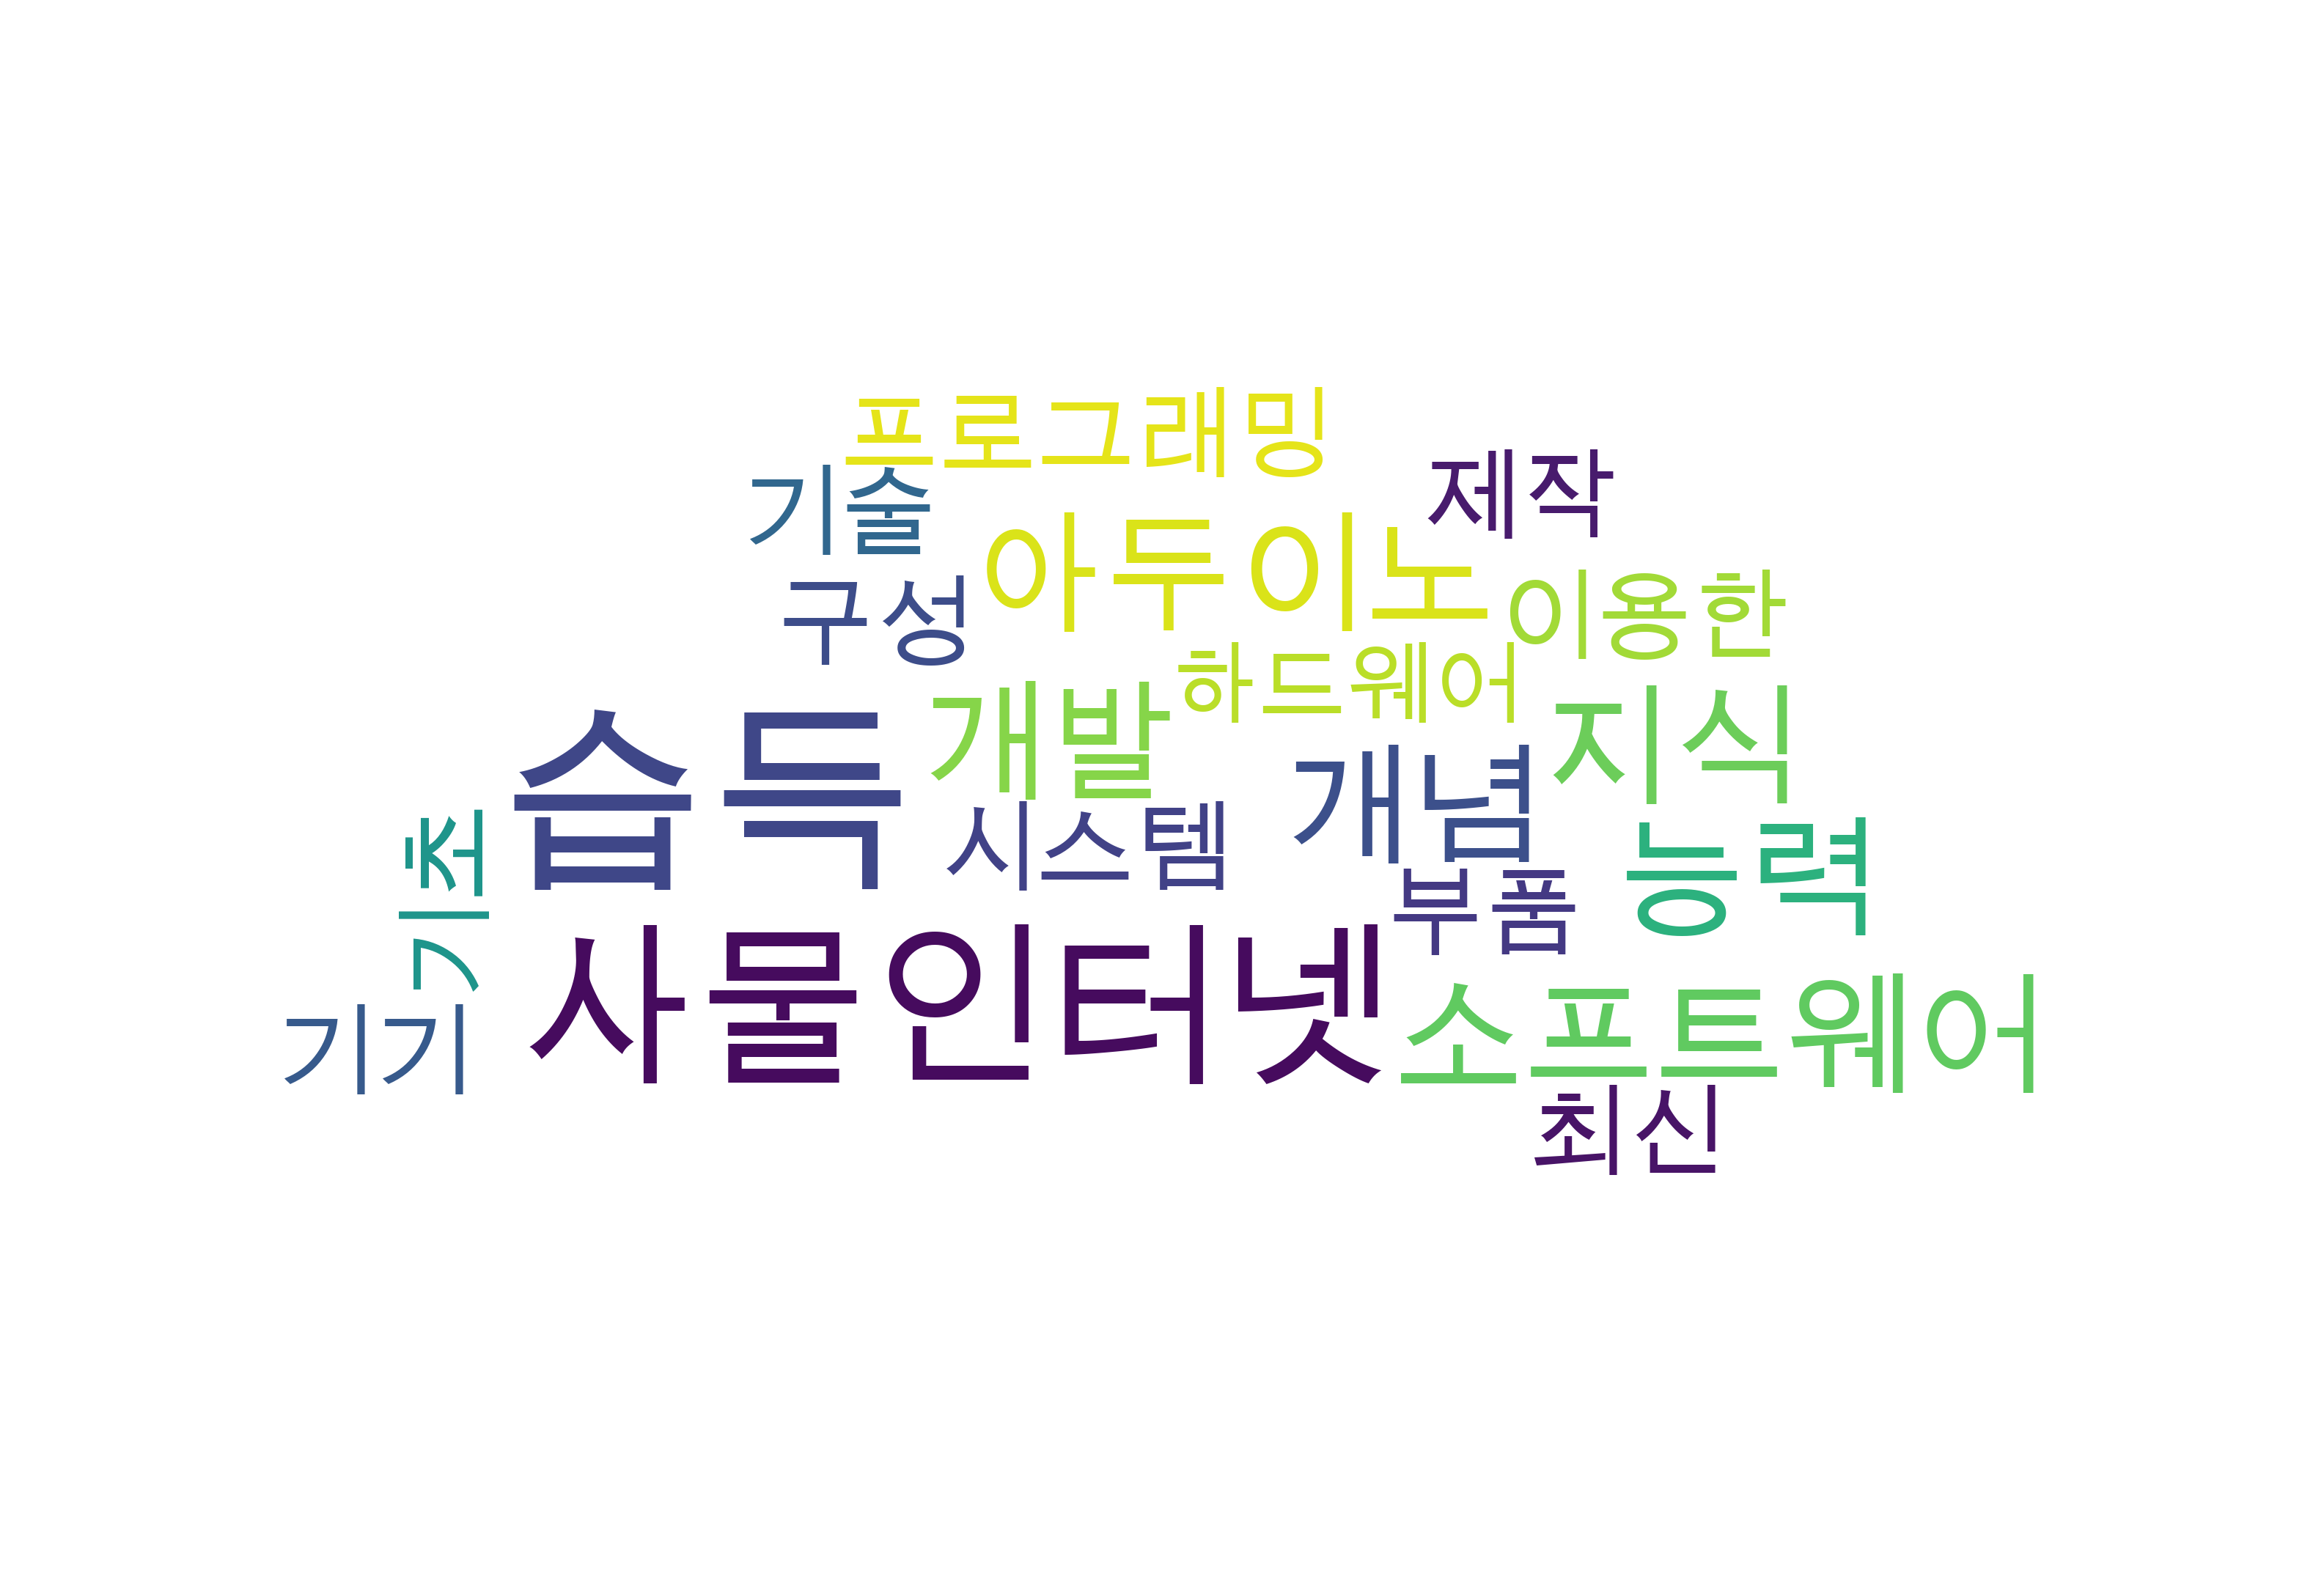 프로그래밍
기술
제작
아두이노
구성
이용한
하드웨어
개발
지식
습득
개념
시스템
능력
기초
부품
사물인터넷
소프트웨어
기기
최신